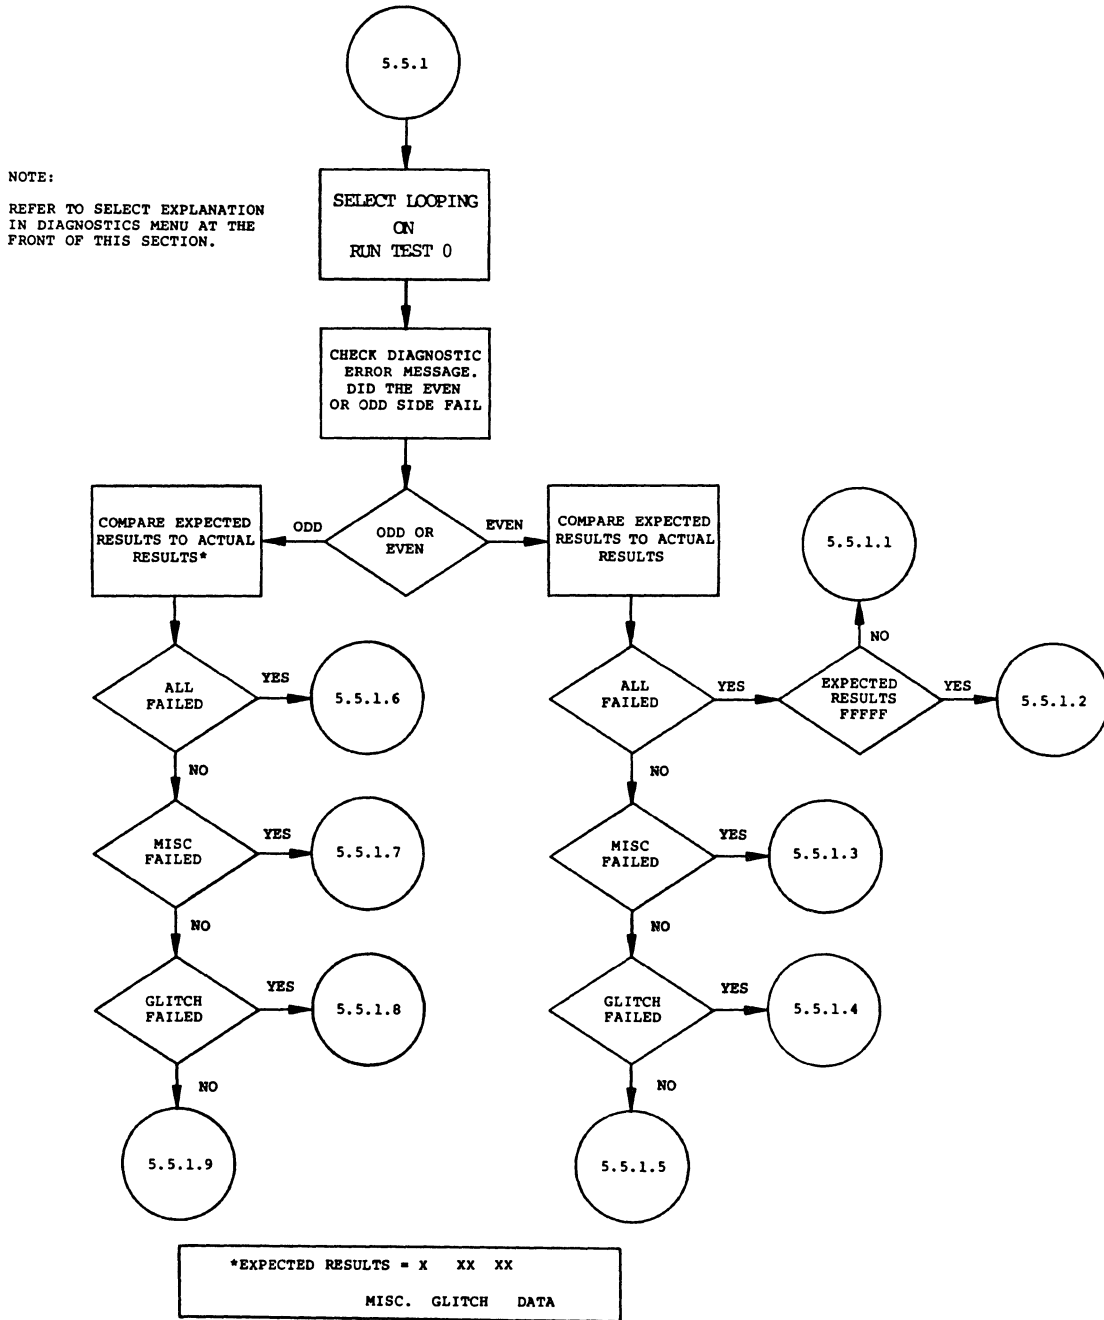 5.5.1
NOTE:
REFER TO SELECT EXPLANATION
IN DIAGNOSTICS MENU AT THE
FRONT OF THIS SECTION.
SELECT LOOPING
ON
RUN TEST 0
CHECK DIAGNOSTIC
ERROR MESSAGE.
DID THE EVEN
OR ODD SIDE FAIL
COMPARE EXPECTED
RESULTS TO ACTUAL
RESULTS*
ODD
ODD OR
EVEN
EVEN
COMPARE EXPECTED
RESULTS TO ACTUAL
RESULTS
5.5.1.1
NO
ALL
FAILED
YES
5.5.1.6
ALL
FAILED
YES
EXPECTED
RESULTS
FFFFF
YES
5.5.1.2
NO
NO
MISC
FAILED
YES
5.5.1.7
MISC
FAILED
YES
5.5.1.3
NO
NO
GLITCH
FAILED
YES
5.5.1.8
GLITCH
FAILED
YES
5.5.1.4
NO
NO
5.5.1.9
5.5.1.5
*EXPECTED RESULTS = X XX XX
MISC. GLITCH DATA